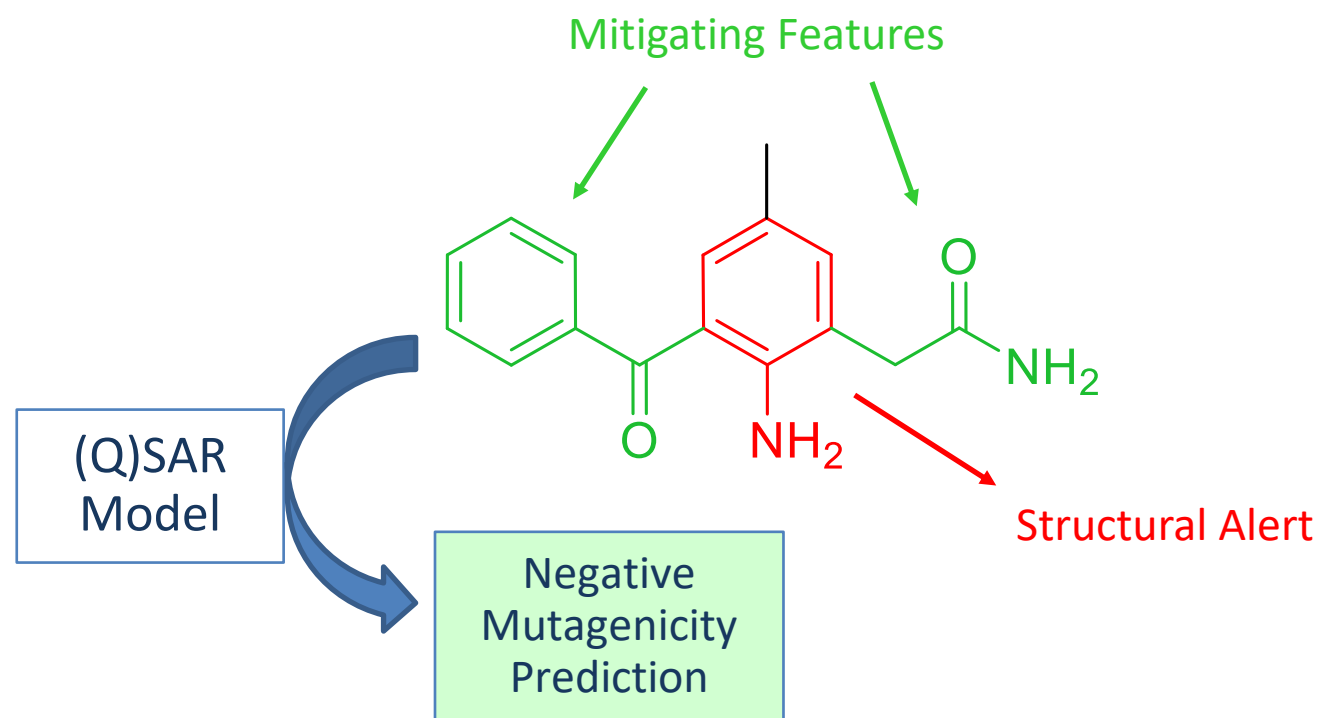 Mitigating Features
O
NH2
O
NH2
(Q)SAR
Model
Structural Alert
Negative
Mutagenicity
Prediction